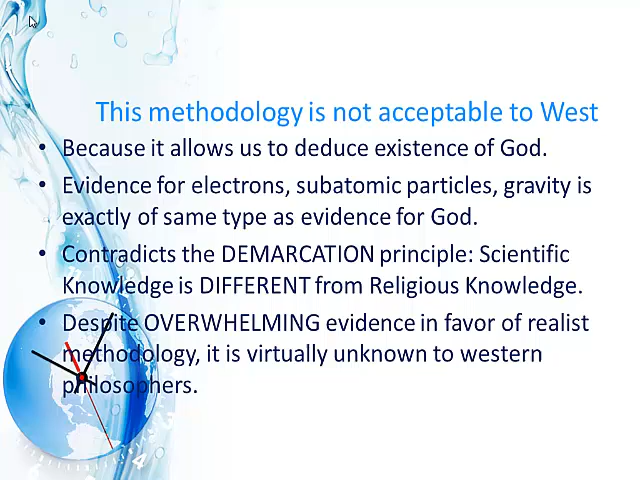 This methodology is not acceptable to West
• Because it allows us to deduce existence of God.
• Evidence for electrons, subatomic particles, gravity is
exactly of same type as evidence for God.
• Contradicts the DEMARCATION principle: Scientific
Knowledge is DIFFERENT from Religious Knowledge.
• Despite OVERWHELMING evidence in favor of realist
methodology, it is virtually unknown to western
philosophers.